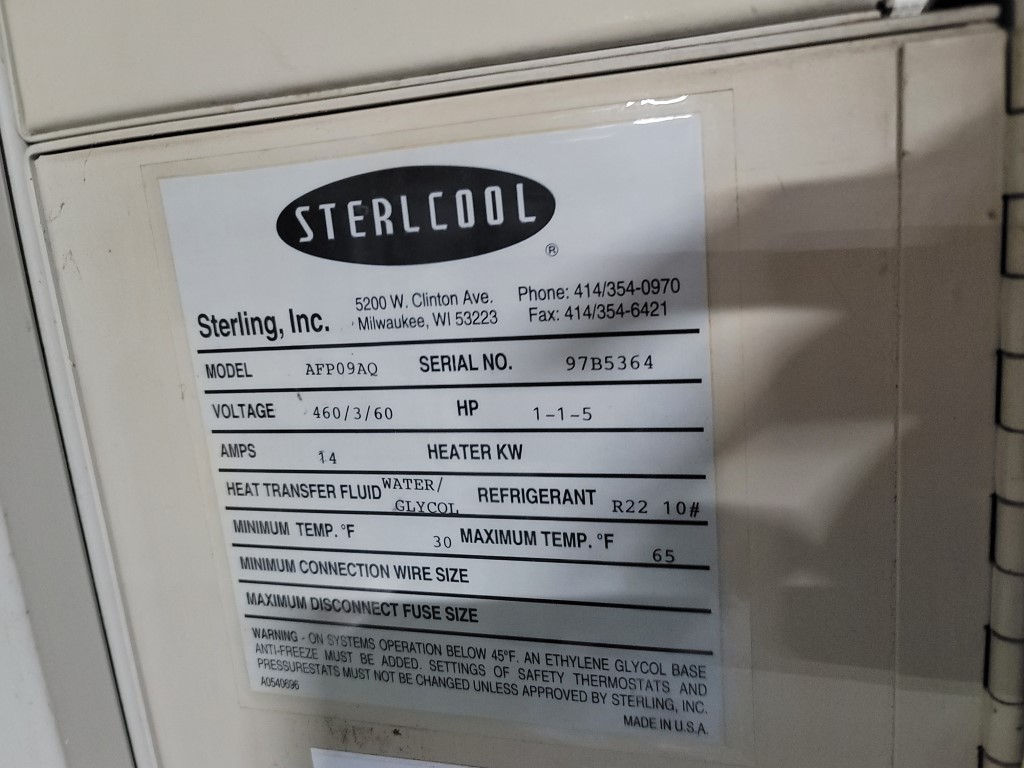 STERLCOOL
®
Sterling, Inc. 5200 W. Clinton Ave. Phone: 414/354-0970
Milwaukee, WI 53223 Fax: 414/354-6421
MODEL AFP09AQ SERIAL NO. 97B5364
VOLTAGE 460/3/60 HP 1-1-5
AMPS 14 HEATER KW
HEAT TRANSFER FLUID WATER/ GLYCOL REFRIGERANT R22 10#
MINIMUM TEMP. °F 30 MAXIMUM TEMP. °F 65
MINIMUM CONNECTION WIRE SIZE
MAXIMUM DISCONNECT FUSE SIZE
WARNING - ON SYSTEMS OPERATION BELOW 45°F. AN ETHYLENE GLYCOL BASE
ANTI-FREEZE MUST BE ADDED. SETTINGS OF SAFETY THERMOSTATS AND
PRESSURESTATS MUST NOT BE CHANGED UNLESS APPROVED BY STERLING, INC.
A0540696 MADE IN U.S.A.